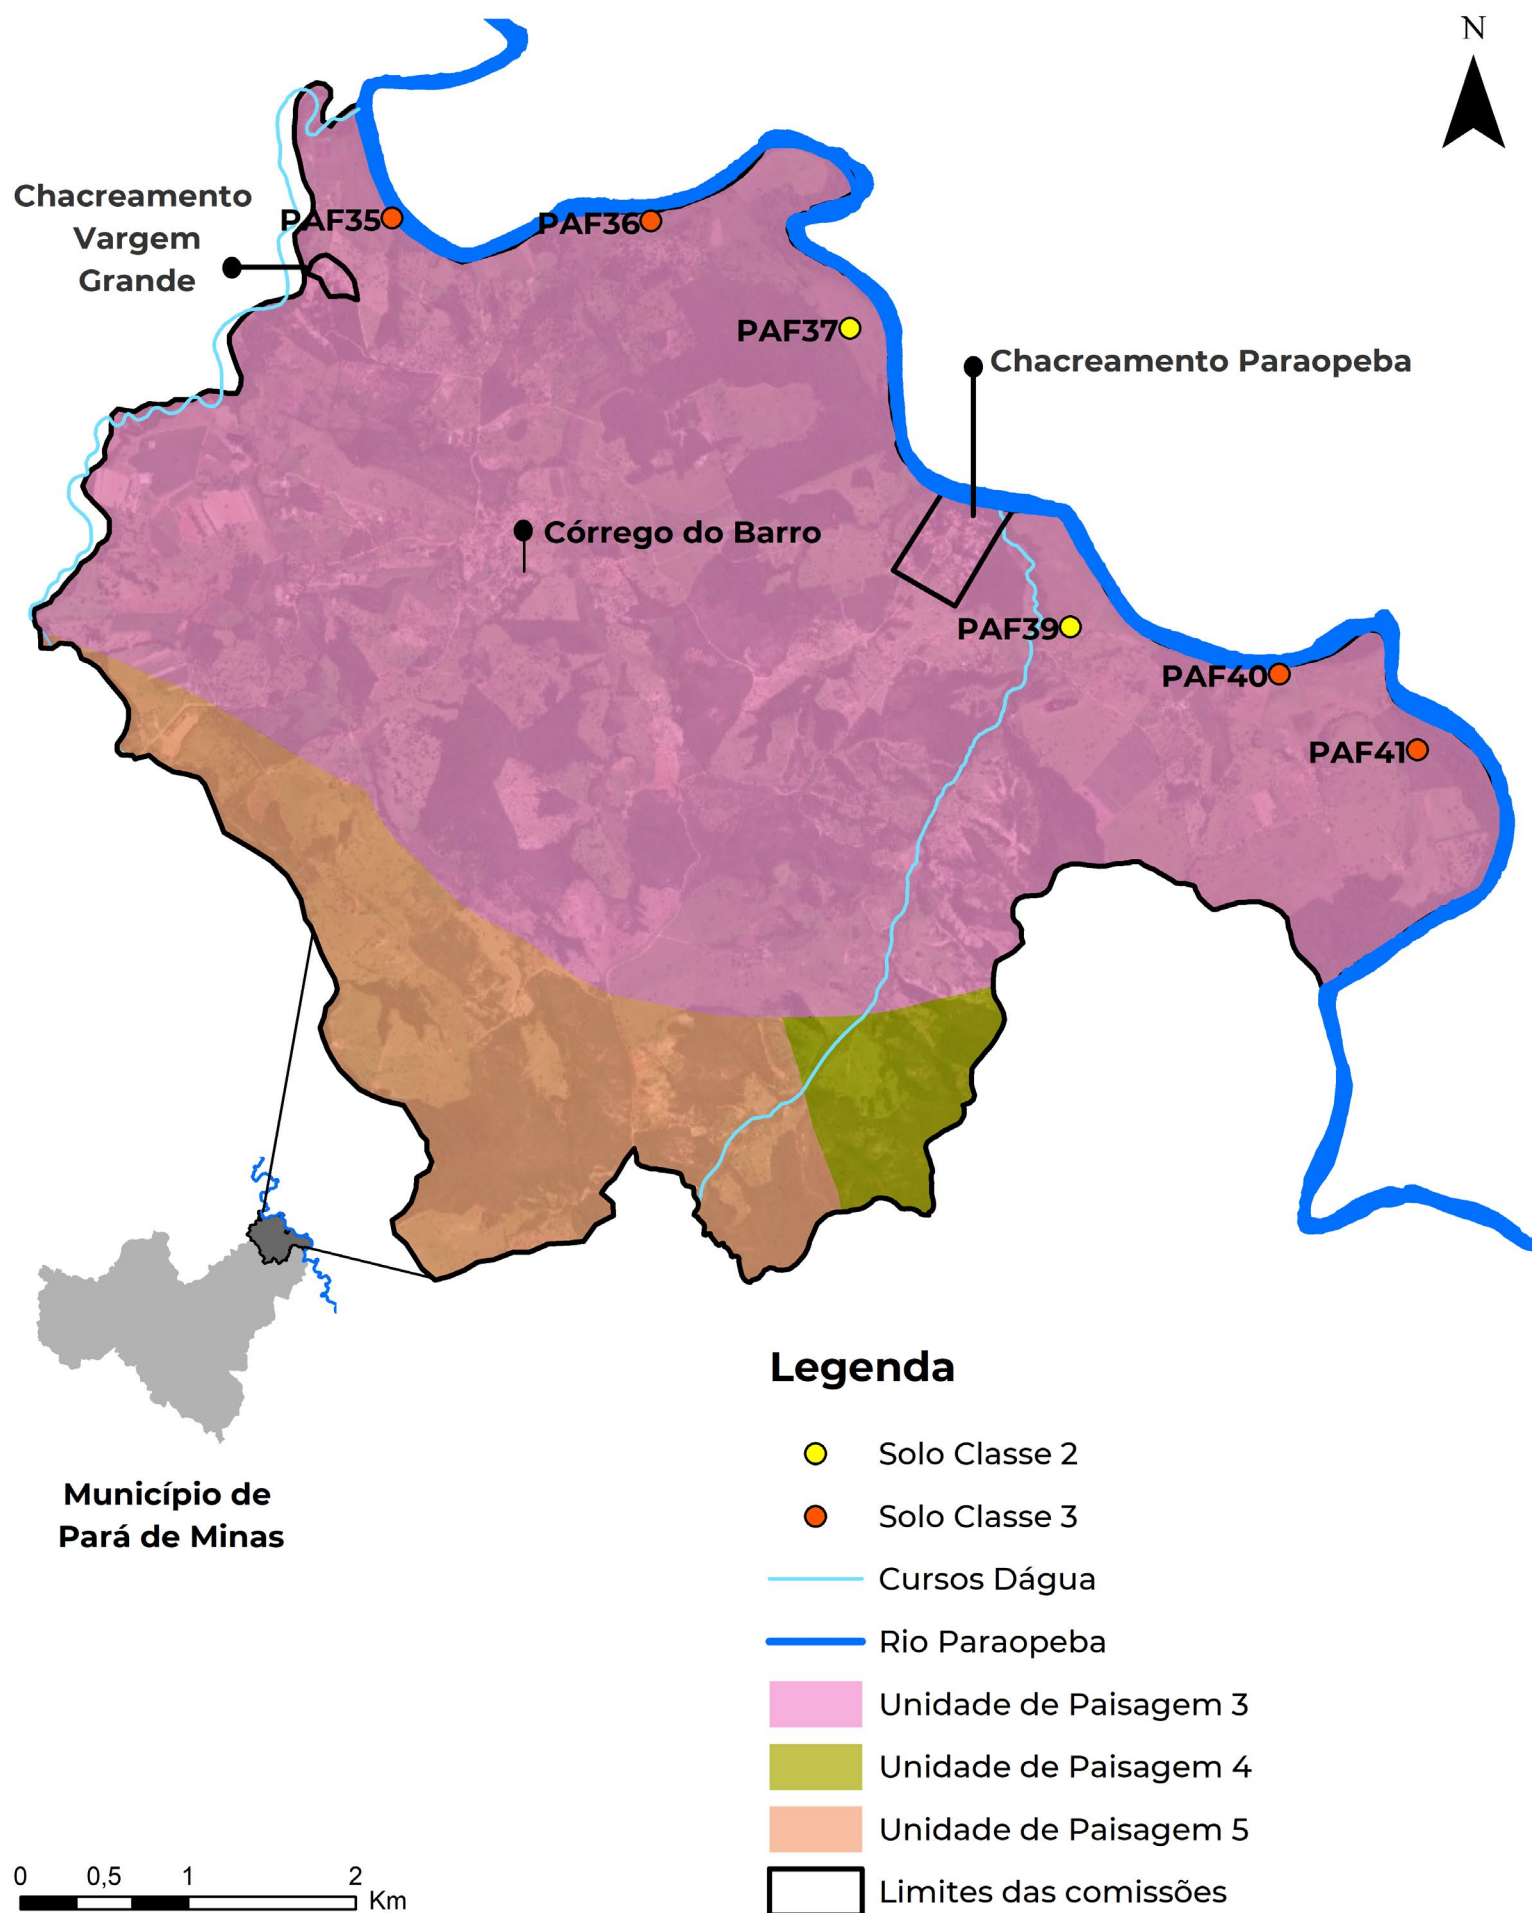 N
Chacreamento
Vargem
Grande
PAF35
PAF36
PAF37
Chacreamento Paraopeba
Córrego do Barro
PAF39
PAF40
PAF41
Município de
Pará de Minas
Legenda
Solo Classe 2
Solo Classe 3
Cursos Dágua
Rio Paraopeba
Unidade de Paisagem 3
Unidade de Paisagem 4
Unidade de Paisagem 5
Limites das comissões
0 0,5 1 2
Km